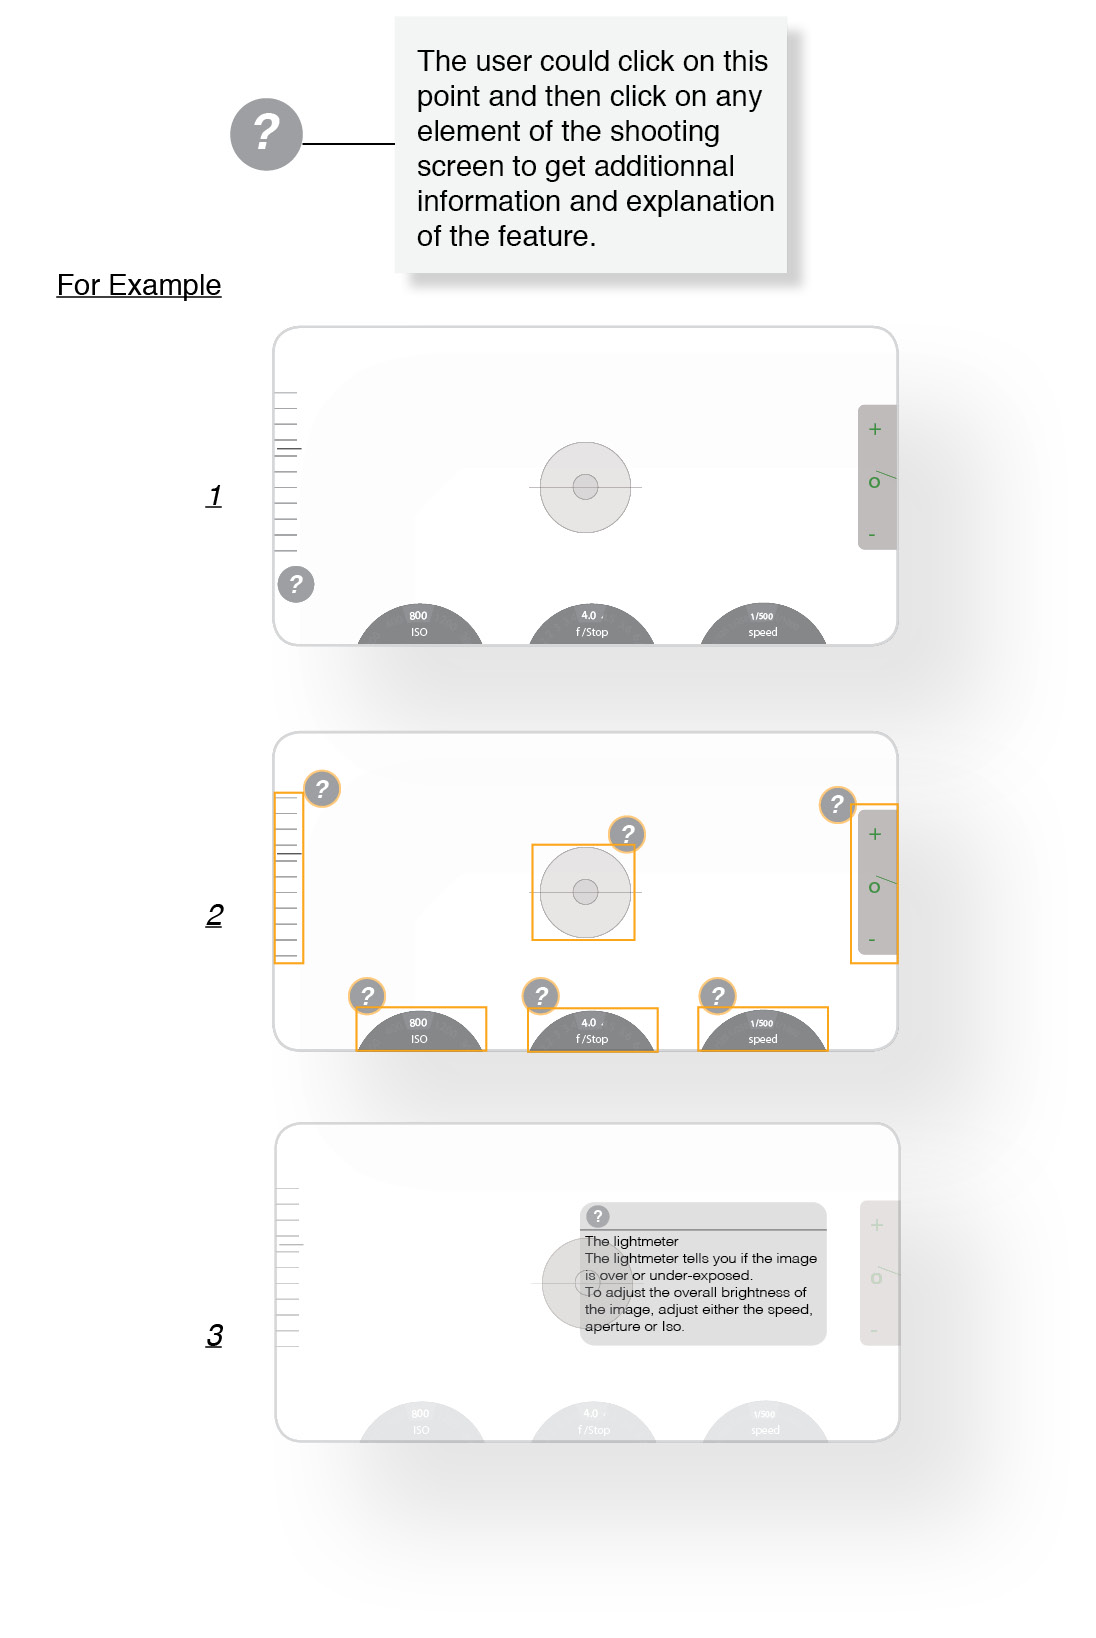 ?
The user could click on this
point and then click on any
element of the shooting
screen to get additionnal
information and explanation
of the feature.
For Example
1
+
o
-
?
800
ISO
4.0
f/Stop
1/500
speed
2
?
?
?
+
o
-
?
?
?
800
ISO
4.0
f/Stop
1/500
speed
3
?
The lightmeter
The lightmeter tells you if the image
is over or under-exposed.
To adjust the overall brightness of
the image, adjust either the speed,
aperture or Iso.
+
o
-
800
ISO
4.0
f/Stop
1/500
speed